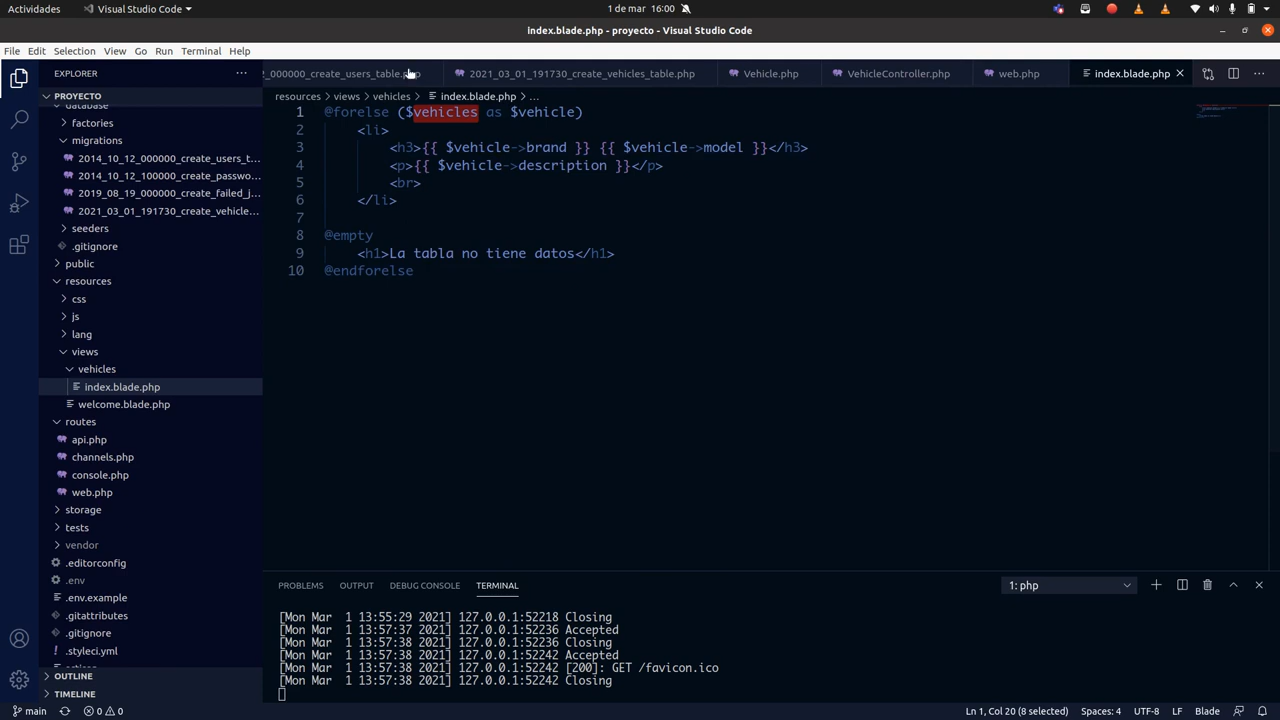 Actividades
Visual Studio Code
1 de mar 16:00
index.blade.php - proyecto - Visual Studio Code
File Edit Selection View Go Run Terminal Help
EXPLORER
2_000000_create_users_table.php
2021_03_01_191730_create_vehicles_table.php
Vehicle.php
VehicleController.php
web.php
index.blade.php
PROYECTO
resources > views > vehicles > index.blade.php > ...
database
factories
migrations
2014_10_12_000000_create_users_t...
2014_10_12_100000_create_passwo...
2019_08_19_000000_create_failed_j...
2021_03_01_191730_create_vehicle...
seeders
.gitignore
public
resources
css
js
lang
views
vehicles
index.blade.php
welcome.blade.php
routes
api.php
channels.php
console.php
web.php
storage
tests
vendor
.editorconfig
.env
.env.example
.gitattributes
.gitignore
.styleci.yml
OUTLINE
TIMELINE
1 @forelse ($vehicles as $vehicle)
2 <li>
3 <h3>{{ $vehicle->brand }} {{ $vehicle->model }}</h3>
4 <p>{{ $vehicle->description }}</p>
5 <br>
6 </li>
7
8 @empty
9 <h1>La tabla no tiene datos</h1>
10 @endforelse
PROBLEMS OUTPUT DEBUG CONSOLE TERMINAL
1: php
[Mon Mar  1 13:55:29 2021] 127.0.0.1:52218 Closing
[Mon Mar  1 13:57:37 2021] 127.0.0.1:52236 Accepted
[Mon Mar  1 13:57:38 2021] 127.0.0.1:52236 Closing
[Mon Mar  1 13:57:38 2021] 127.0.0.1:52242 Accepted
[Mon Mar  1 13:57:38 2021] 127.0.0.1:52242 [200]: GET /favicon.ico
[Mon Mar  1 13:57:38 2021] 127.0.0.1:52242 Closing
main
0 0
Ln 1, Col 20 (8 selected)
Spaces: 4
UTF-8
LF
Blade